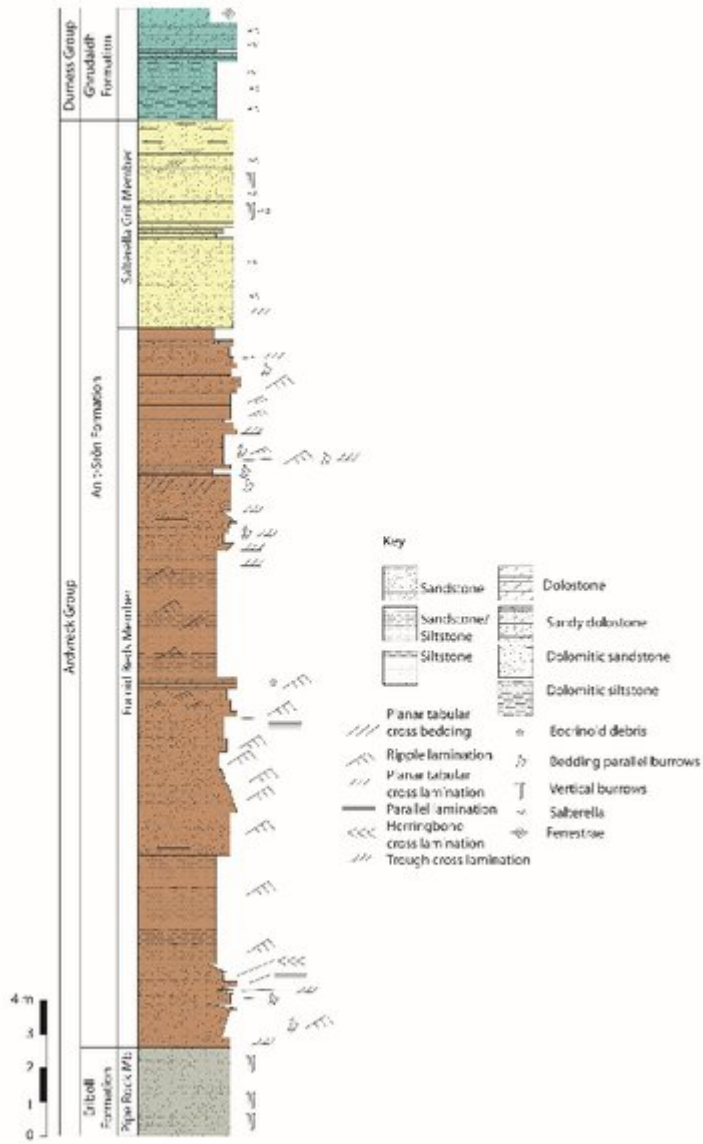 Durness Group
Ghrudaidh
Formation
Salterella Grit Member
An t-Srón Formation
Ardvreck Group
Fucoid Beds Member
Eriboll
Formation
Pipe Rock Mb
4 m
3
2
1
0
Key
Sandstone
Sandstone/
Siltstone
Siltstone
Dolostone
Sandy dolostone
Dolomitic sandstone
Dolomitic siltstone
Planar tabular
cross bedding
Ripple lamination
Planar tabular
cross lamination
Parallel lamination
Herringbone
cross lamination
Trough cross lamination
Eocrinoid debris
Bedding parallel burrows
Vertical burrows
Salterella
Fenestrae